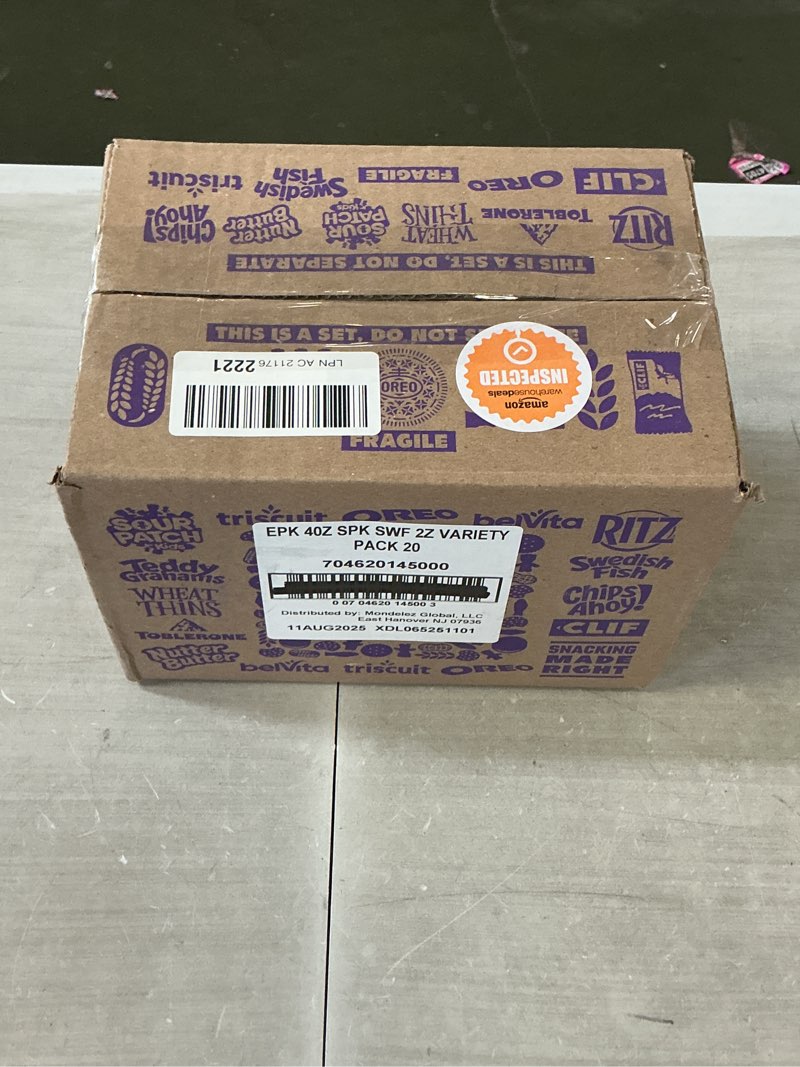 triscuit Swedish Fish FRAGILE OREO CLIF
Chips Ahoy! Nutter Butter SOUR PATCH Kids WHEAT THINS TOBLERONE RITZ
THIS IS A SET, DO NOT SEPARATE
THIS IS A SET, DO NOT
LPN AC 21176 2221
OREO
amazon
warehousedeals
INSPECTED
CLIF
FRAGILE
SOUR PATCH Kids
triscuit OREO belVita RITZ
EPK 40Z SPK SWF 2Z VARIETY
PACK 20
704620145000
0 07 04620 14500 3
Distributed by: Mondelez Global, LLC
East Hanover NJ 07936
11AUG2025 XDL065251101
Teddy Grahams
WHEAT THINS
TOBLERONE
Nutter Butter
Swedish Fish
Chips Ahoy!
CLIF
SNACKING
MADE
RIGHT
belVita triscuit OREO